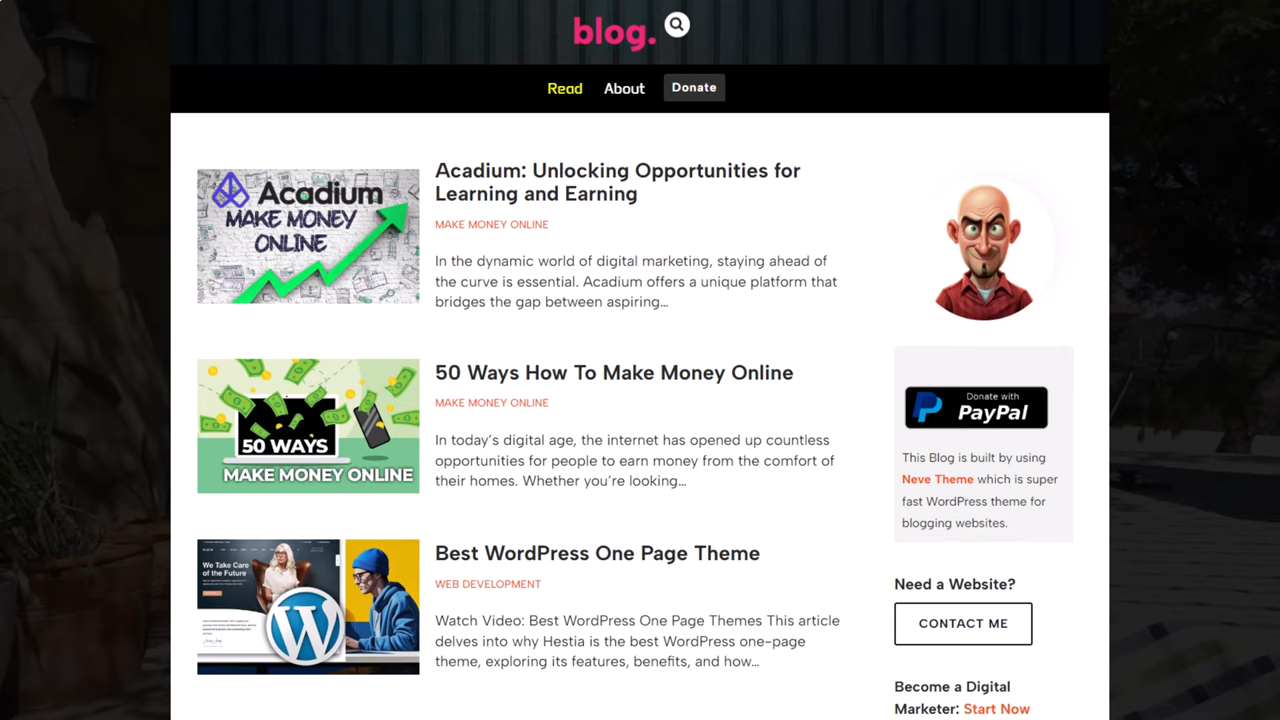 blog.
Read
About
Donate
Acadium
MAKE MONEY
ONLINE
Acadium: Unlocking Opportunities for
Learning and Earning
MAKE MONEY ONLINE
In the dynamic world of digital marketing, staying ahead of
the curve is essential. Acadium offers a unique platform that
bridges the gap between aspiring...
50 WAYS
MAKE MONEY ONLINE
50 Ways How To Make Money Online
MAKE MONEY ONLINE
In today's digital age, the internet has opened up countless
opportunities for people to earn money from the comfort of
their homes. Whether you're looking...
We Take Care
of the Future
Best WordPress One Page Theme
WEB DEVELOPMENT
Watch Video: Best WordPress One Page Themes This article
delves into why Hestia is the best WordPress one-page
theme, exploring its features, benefits, and how...
Donate with
PayPal
This Blog is built by using
Neve Theme which is super
fast WordPress theme for
blogging websites.
Need a Website?
CONTACT ME
Become a Digital
Marketer: Start Now